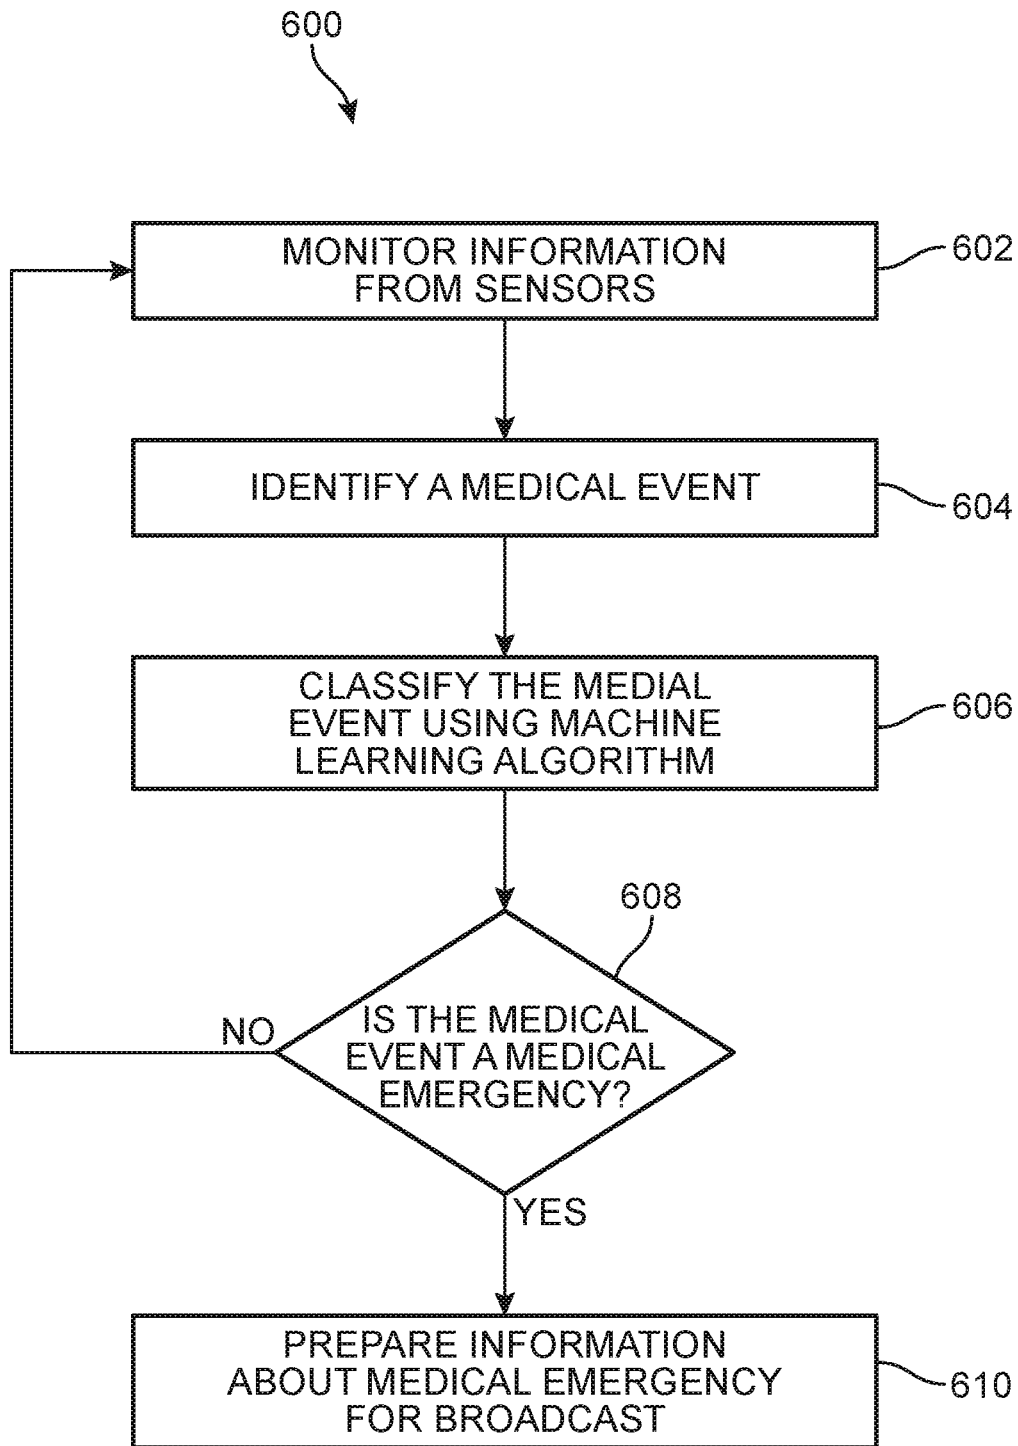 600
MONITOR INFORMATION
FROM SENSORS
602
IDENTIFY A MEDICAL EVENT
604
CLASSIFY THE MEDIAL
EVENT USING MACHINE
LEARNING ALGORITHM
606
608
IS THE MEDICAL
EVENT A MEDICAL
EMERGENCY?
NO
YES
PREPARE INFORMATION
ABOUT MEDICAL EMERGENCY
FOR BROADCAST
610